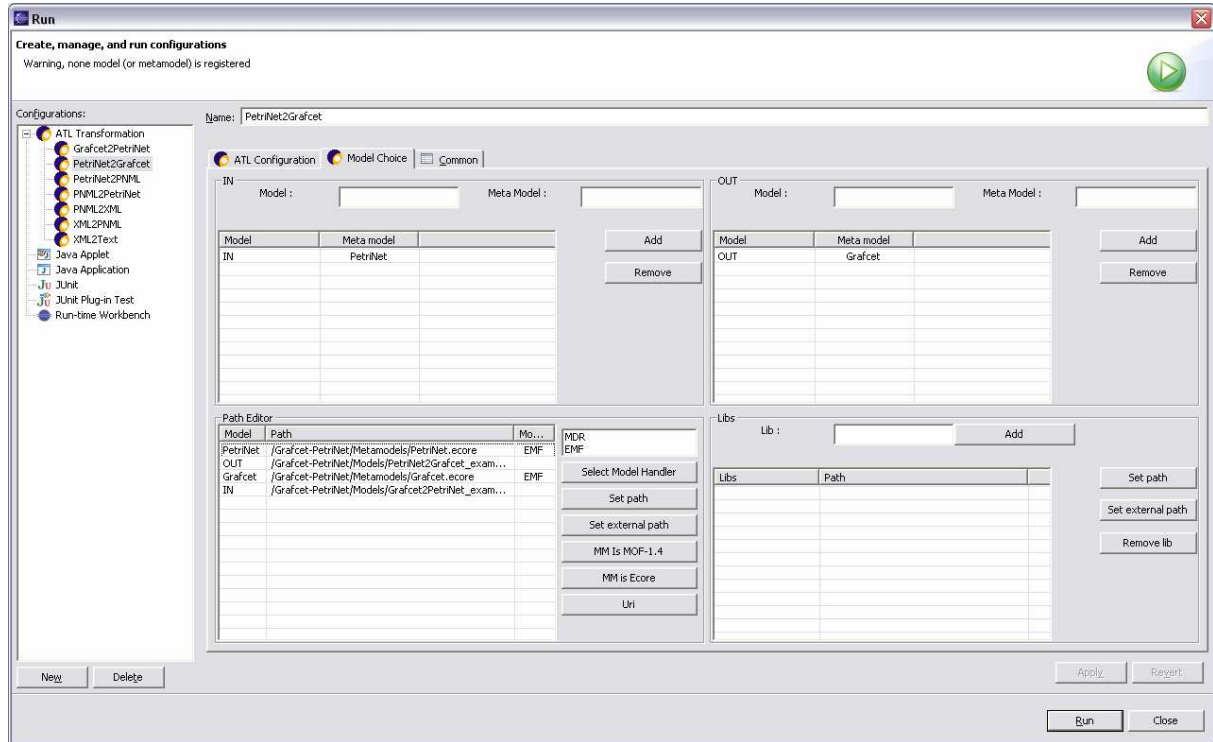 Run
Create, manage, and run configurations
Warning, none model (or metamodel) is registered
Configurations:
ATL Transformation
Grafcet2PetriNet
PetriNet2Grafcet
PetriNet2PNML
PNML2PetriNet
PNML2XML
XML2PNML
XML2Text
Java Applet
Java Application
JUnit
JUnit Plug-in Test
Run-time Workbench
New Delete
Name: PetriNet2Grafcet
ATL Configuration Model Choice Common
IN
Model : Meta Model :
Model Meta model Add
IN PetriNet
Remove
OUT
Model : Meta Model :
Model Meta model Add
OUT Grafcet
Remove
Path Editor
Model Path Mo...
PetriNet /Grafcet-PetriNet/Metamodels/PetriNet.ecore EMF
OUT /Grafcet-PetriNet/Models/PetriNet2Grafcet_exam...
Grafcet /Grafcet-PetriNet/Metamodels/Grafcet.ecore EMF
IN /Grafcet-PetriNet/Models/Grafcet2PetriNet_exam...
MDR
EMF
Select Model Handler
Set path
Set external path
MM Is MOF-1.4
MM is Ecore
Uri
Libs
Lib : Add
Libs Path
Set path
Set external path
Remove lib
Apply Revert
Run Close